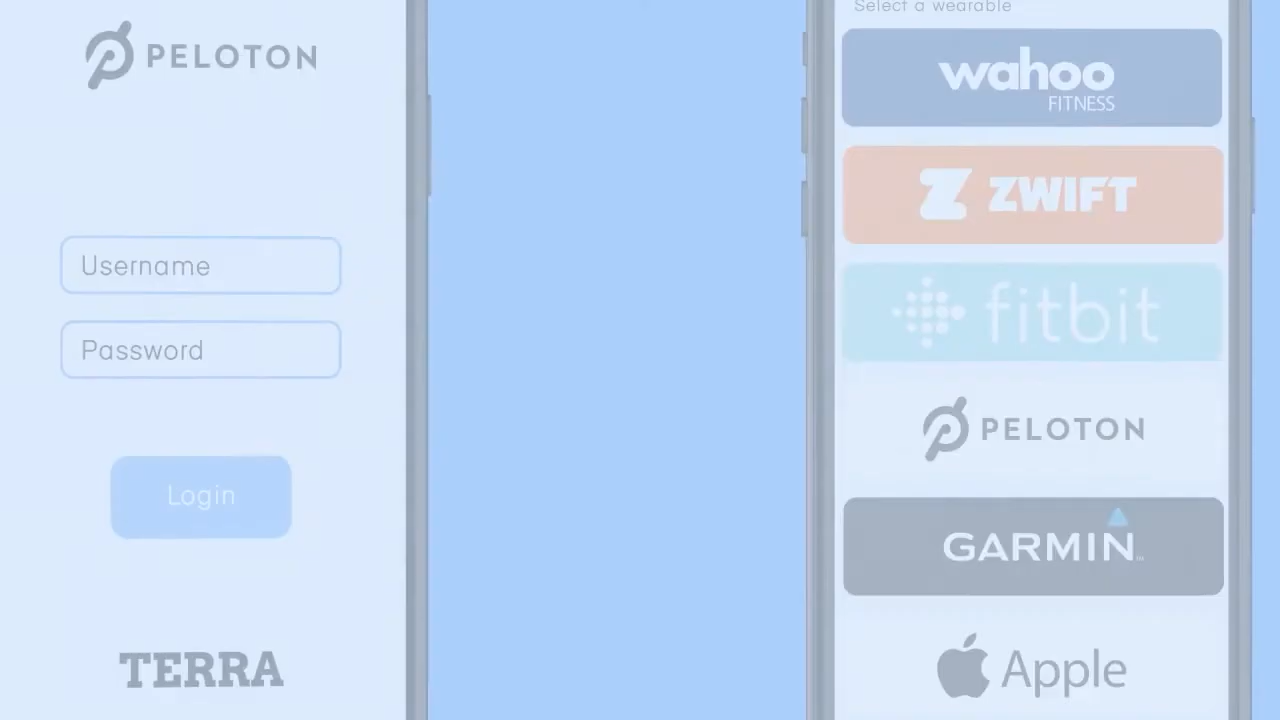 PELOTON
Username
Password
Login
TERRA
Select a wearable
wahoo
FITNESS
ZWIFT
fitbit
PELOTON
GARMIN
Apple